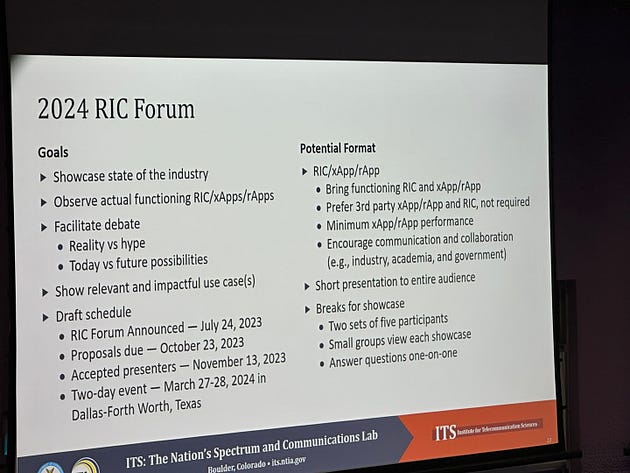 2024 RIC Forum
Goals
Showcase state of the industry
Observe actual functioning RIC/xApps/rApps
Facilitate debate
Reality vs hype
Today vs future possibilities
Show relevant and impactful use case(s)
Draft schedule
RIC Forum Announced — July 24, 2023
Proposals due — October 23, 2023
Accepted presenters — November 13, 2023
Two-day event — March 27-28, 2024 in
Dallas-Forth Worth, Texas
Potential Format
RIC/xApp/rApp
Bring functioning RIC and xApp/rApp
Prefer 3rd party xApp/rApp and RIC, not required
Minimum xApp/rApp performance
Encourage communication and collaboration
(e.g., industry, academia, and government)
Short presentation to entire audience
Breaks for showcase
Two sets of five participants
Small groups view each showcase
Answer questions one-on-one
ITS: The Nation's Spectrum and Communications Lab
Boulder, Colorado • its.ntia.gov
ITS Institute for Telecommunication Sciences